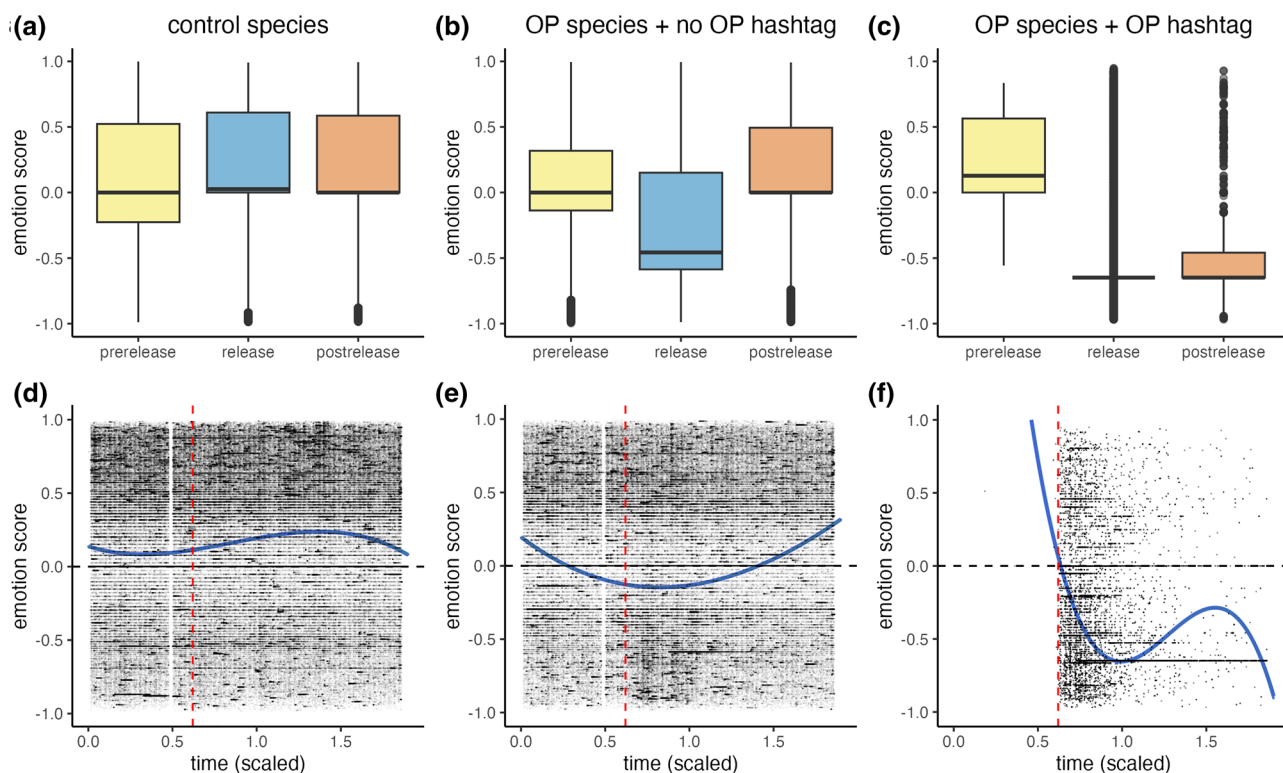 (a) control species
(b) OP species + no OP hashtag
(c) OP species + OP hashtag
emotion score
1.0
0.5
0.0
-0.5
-1.0
prerelease release postrelease
emotion score
1.0
0.5
0.0
-0.5
-1.0
prerelease release postrelease
emotion score
1.0
0.5
0.0
-0.5
-1.0
prerelease release postrelease
(d)
emotion score
1.0
0.5
0.0
-0.5
-1.0
0.0 0.5 1.0 1.5
time (scaled)
(e)
emotion score
1.0
0.5
0.0
-0.5
-1.0
0.0 0.5 1.0 1.5
time (scaled)
(f)
emotion score
1.0
0.5
0.0
-0.5
-1.0
0.0 0.5 1.0 1.5
time (scaled)